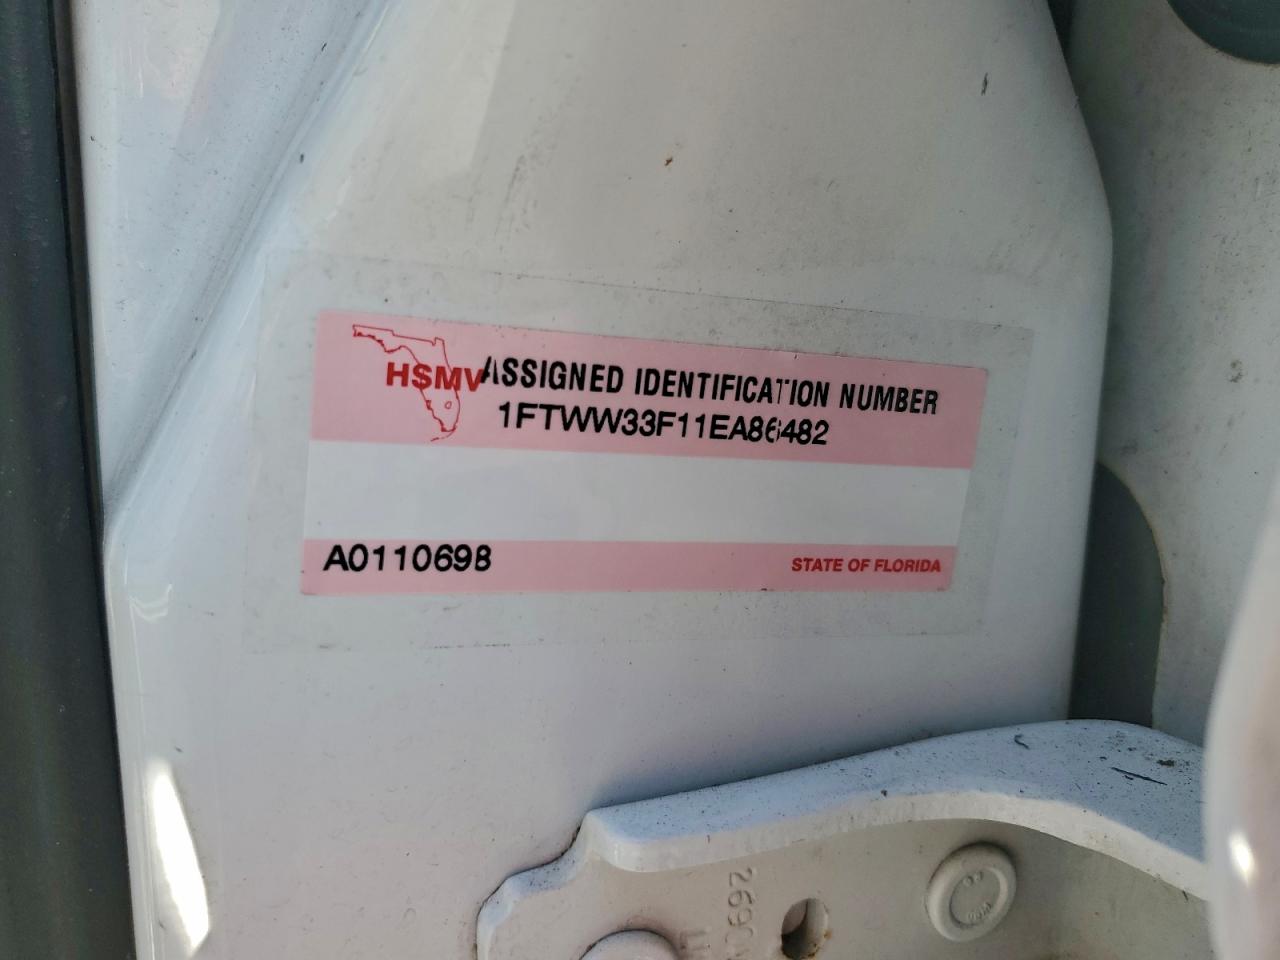 HSMV ASSIGNED IDENTIFICATION NUMBER
1FTWW33F11EA86482
A0110698
STATE OF FLORIDA